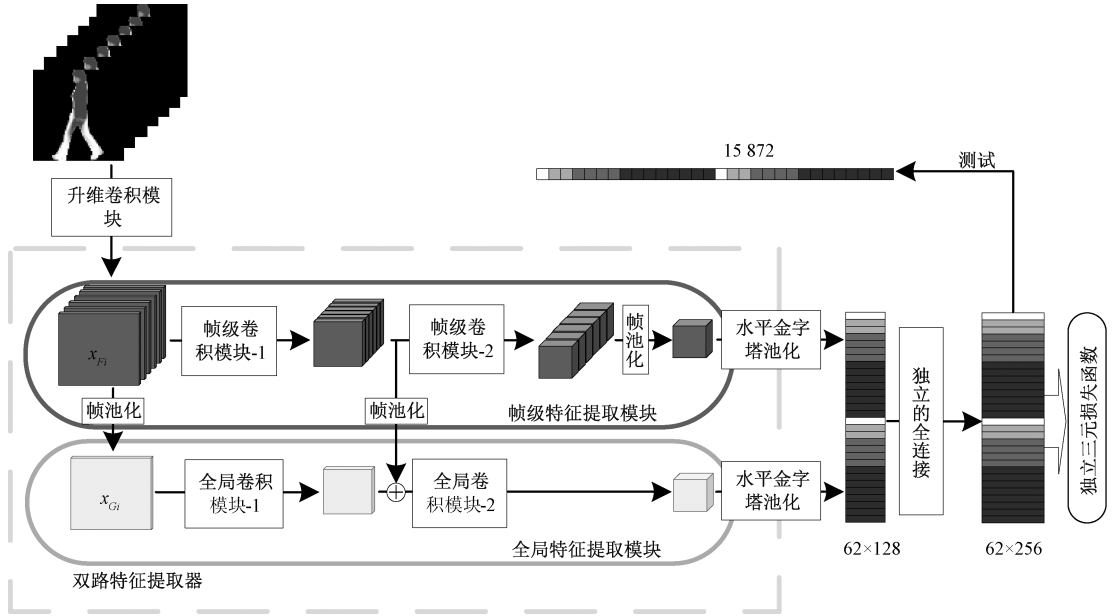 15 872
测试
升维卷积模
块
x_{Fi}
帧级卷
积模块-1
帧级卷
积模块-2
帧池化
水平金字
塔池化
帧池化
帧池化
帧级特征提取模块
x_{Gi}
全局卷积
模块-1
全局卷
积模块-2
水平金字
塔池化
全局特征提取模块
双路特征提取器
独立的全连接
独立三元损失函数
62×128
62×256